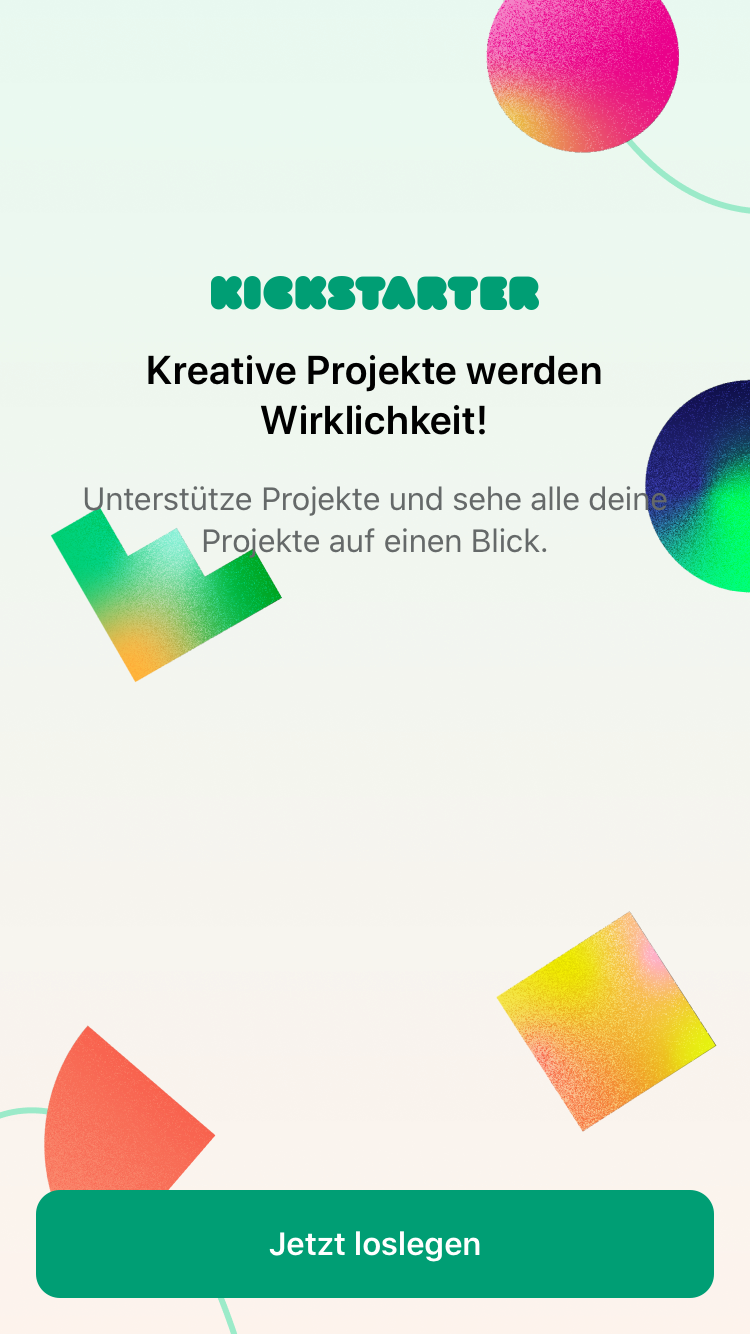 KICKSTARTER
Kreative Projekte werden
Wirklichkeit!
Unterstütze Projekte und sehe alle deine
Projekte auf einen Blick.
Jetzt loslegen